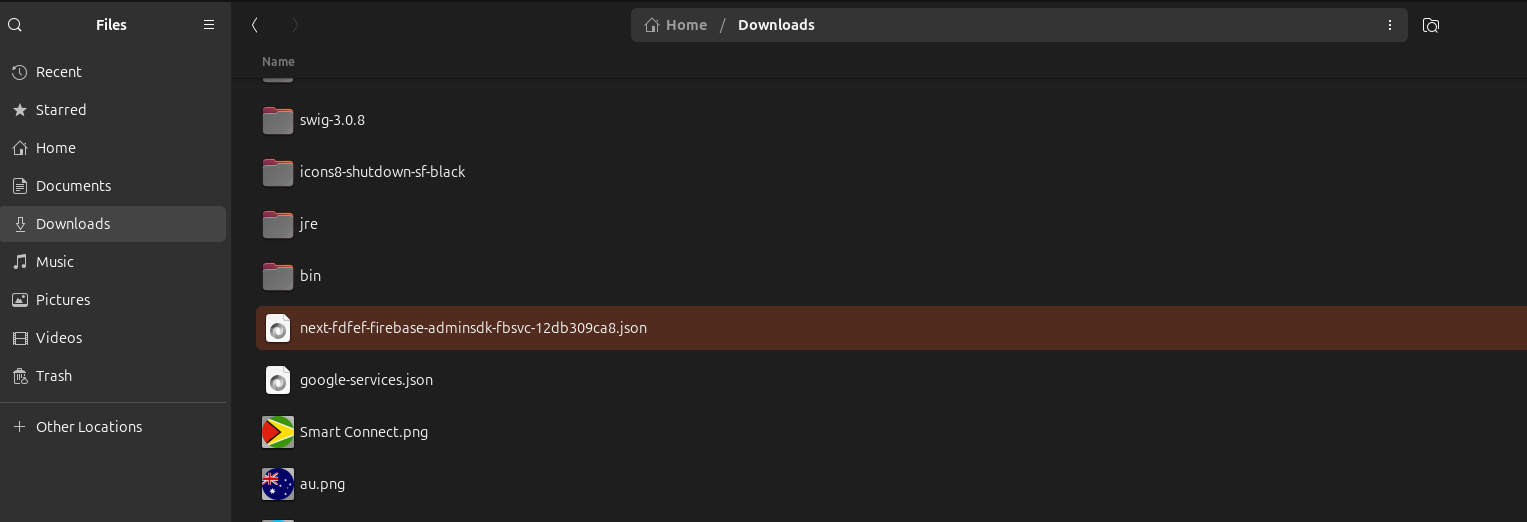 Files
Recent
Starred
Home
Documents
Downloads
Music
Pictures
Videos
Trash
Other Locations
Home / Downloads
Name
swig-3.0.8
icons8-shutdown-sf-black
jre
bin
next-fdfef-firebase-adminsdk-fbsvc-12db309ca8.json
google-services.json
Smart Connect.png
au.png